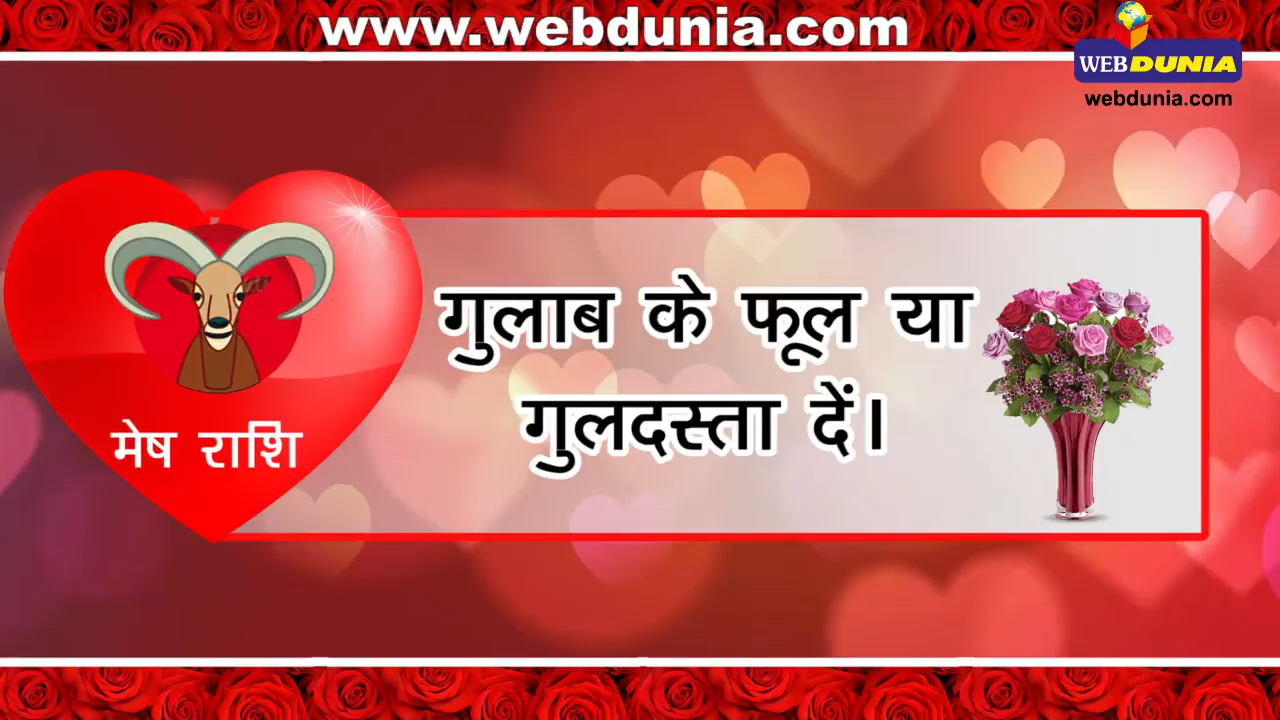 www.webdunia.com
WEBDUNIA
webdunia.com
गुलाब के फूल या
गुलदस्ता दें।
मेष राशि